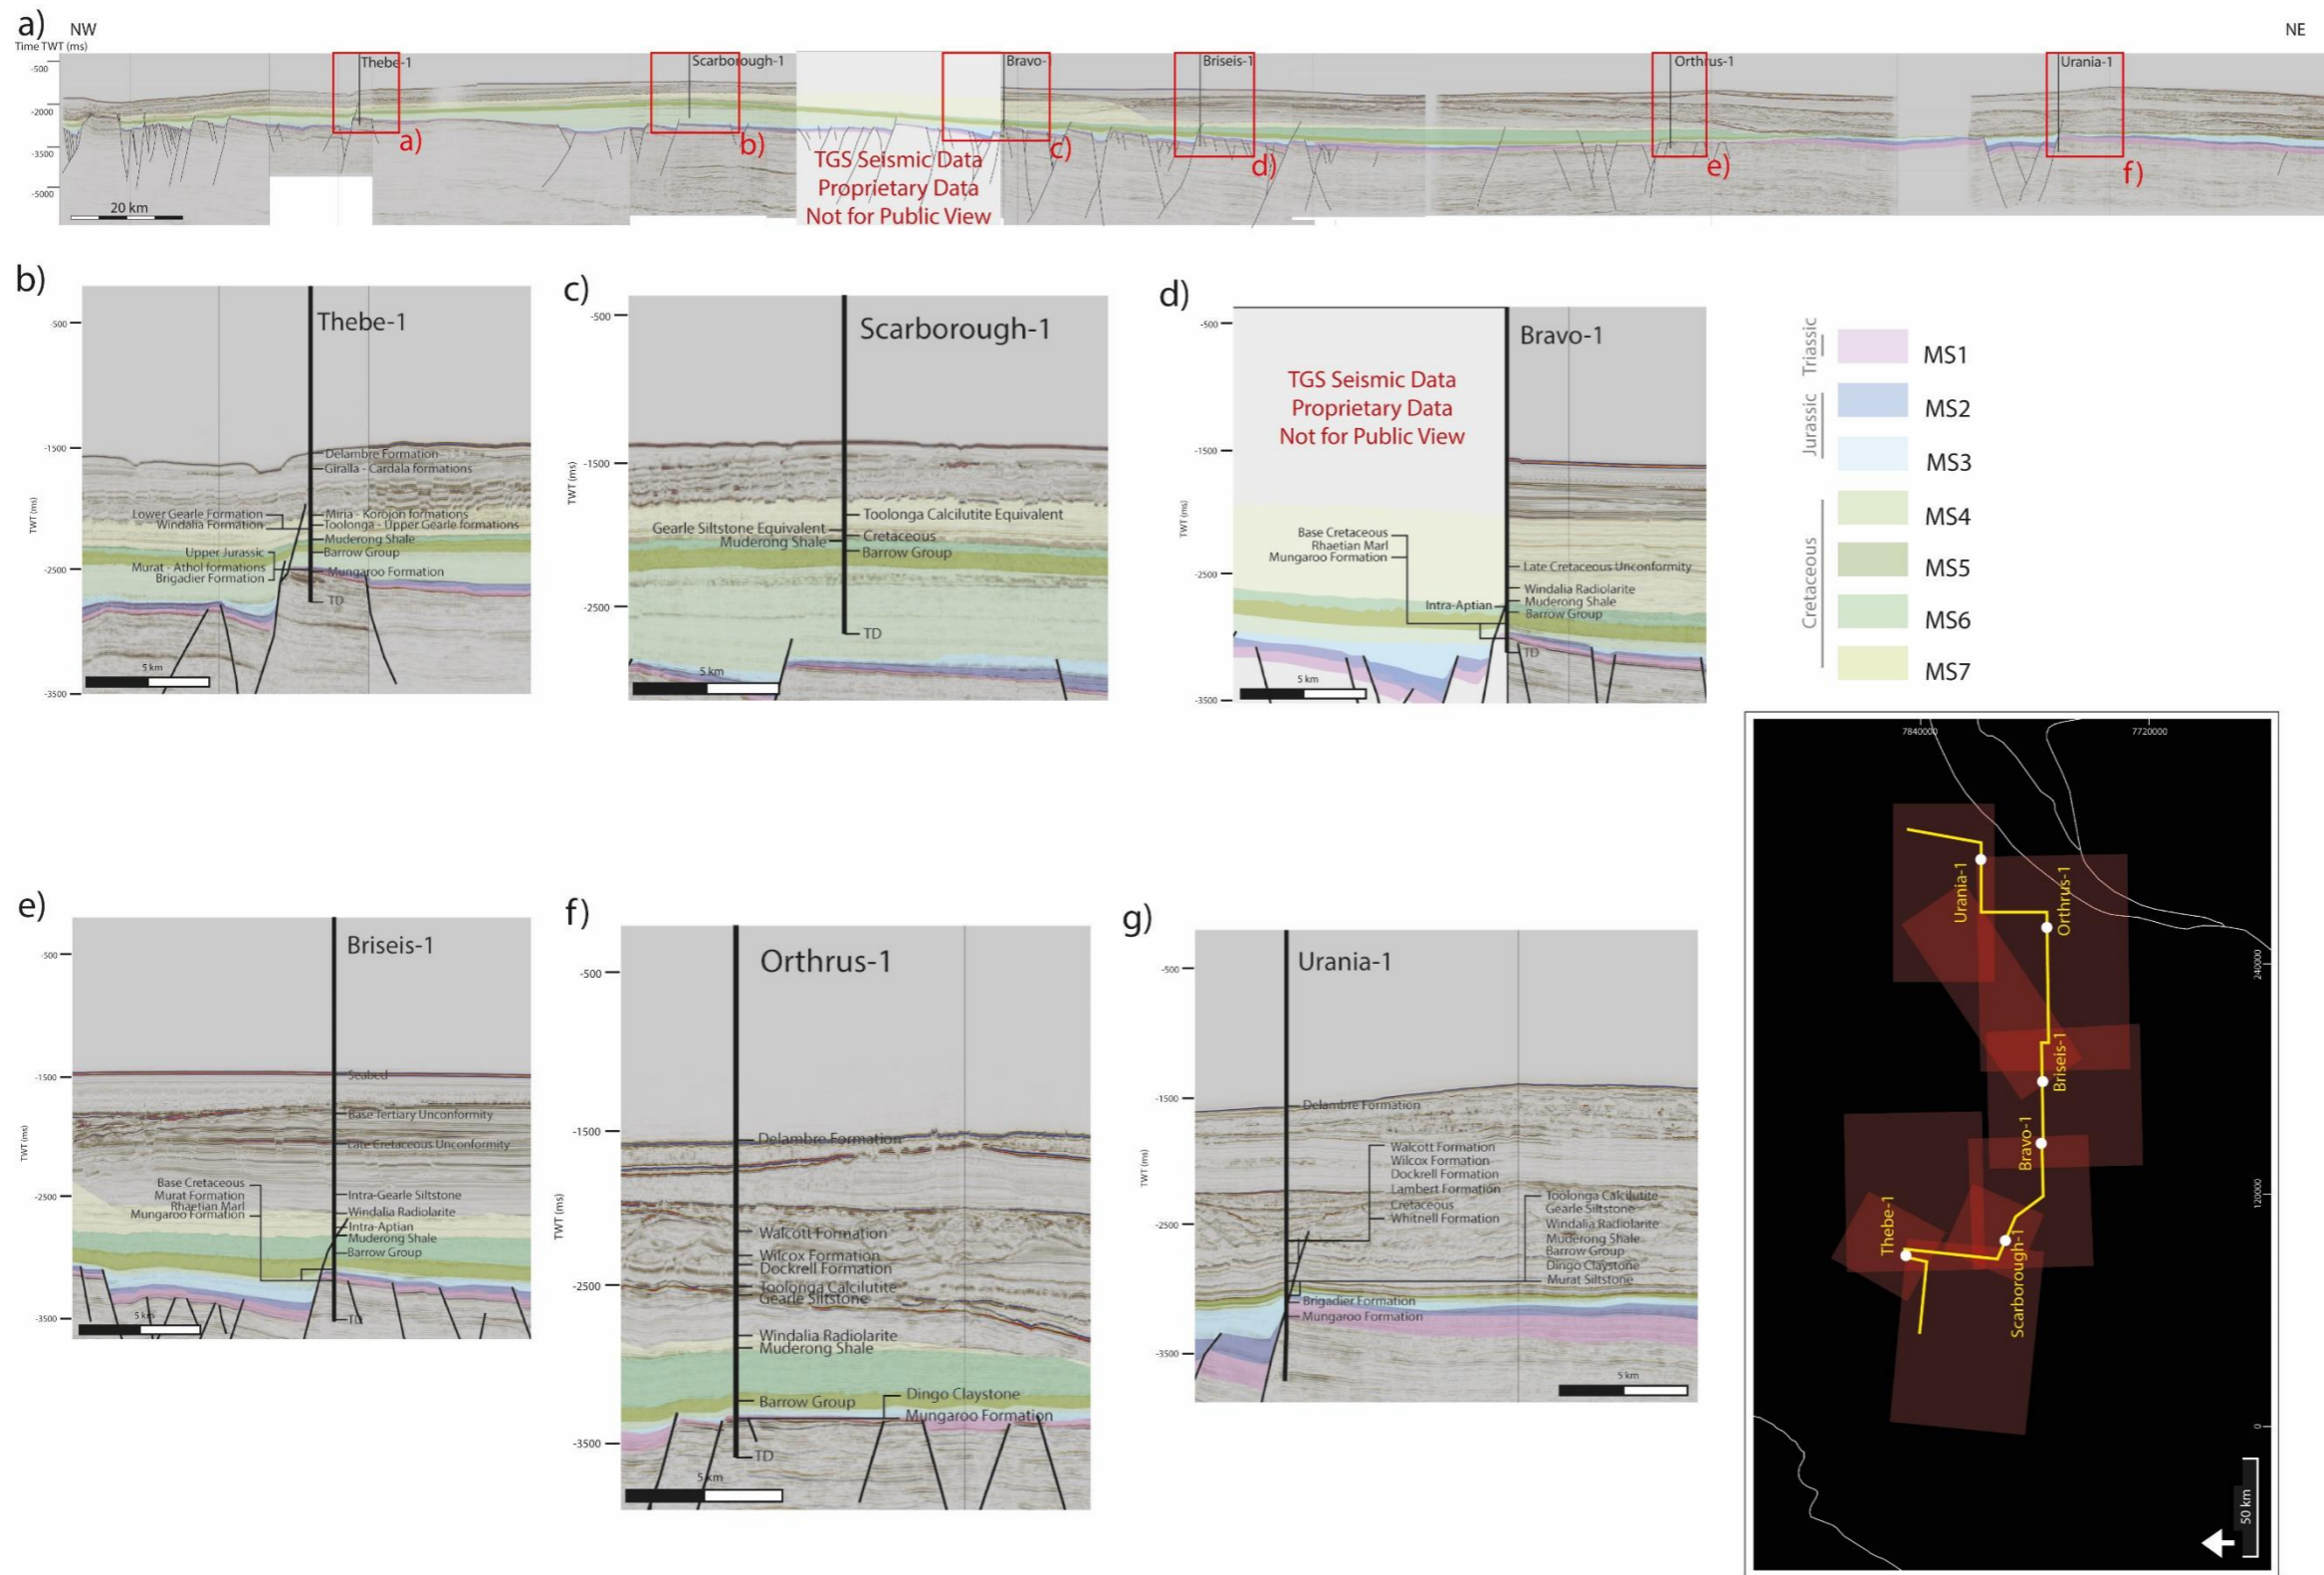 a)
NW
NE
Time TWT (ms)
-500
-2000
-3500
-5000
20 km
Thebe-1
Scarborough-1
Bravo-
Briseis-1
Orthrus-1
Urania-1
a)
b)
c)
d)
e)
f)
TGS Seismic Data
Proprietary Data
Not for Public View
b)
Thebe-1
-500
-1500
-2500
-3500
TWT (ms)
Delambre Formation
Giralla - Cardala formations
Lower Gearle Formation
Windalia Formation
Miria - Korojon formations
Toolonga - Upper Gearle formations
Muderong Shale
Barrow Group
Upper Jurassic
Murat - Athol formations
Brigadier Formation
Mungaroo Formation
TD
5 km
c)
Scarborough-1
-500
-1500
-2500
TWT (ms)
Toolonga Calcilutite Equivalent
Gearle Siltstone Equivalent
Muderong Shale
Cretaceous
Barrow Group
TD
5 km
d)
Bravo-1
-500
-1500
-2500
-3500
TWT (ms)
TGS Seismic Data
Proprietary Data
Not for Public View
Base Cretaceous
Rhaetian Marl
Mungaroo Formation
Late Cretaceous Unconformity
Windalia Radiolarite
Muderong Shale
Intra-Aptian
Barrow Group
TD
5 km
Triassic
Jurassic
Cretaceous
MS1
MS2
MS3
MS4
MS5
MS6
MS7
e)
Briseis-1
-500
-1500
-2500
-3500
TWT (ms)
Seabed
Base Tertiary Unconformity
Late Cretaceous Unconformity
Base Cretaceous
Murat Formation
Rhaetian Marl
Mungaroo Formation
Intra-Gearle Siltstone
Windalia Radiolarite
Intra-Aptian
Muderong Shale
Barrow Group
TD
5 km
f)
Orthrus-1
-500
-1500
-2500
-3500
TWT (ms)
Delambre Formation
Walcott Formation
Wilcox Formation
Dockrell Formation
Toolonga Calcilutite
Gearle Siltstone
Windalia Radiolarite
Muderong Shale
Dingo Claystone
Barrow Group
Mungaroo Formation
TD
5 km
g)
Urania-1
-500
-1500
-2500
-3500
TWT (ms)
Delambre Formation
Walcott Formation
Wilcox Formation
Dockrell Formation
Lambert Formation
Cretaceous
Whitnell Formation
Toolonga Calcilutite
Gearle Siltstone
Windalia Radiolarite
Muderong Shale
Barrow Group
Dingo Claystone
Murat Siltstone
Brigadier Formation
Mungaroo Formation
5 km
7840000
7720000
Urania-1
Orthrus-1
240000
Briseis-1
Bravo-1
120000
Thebe-1
Scarborough-1
0
50 km